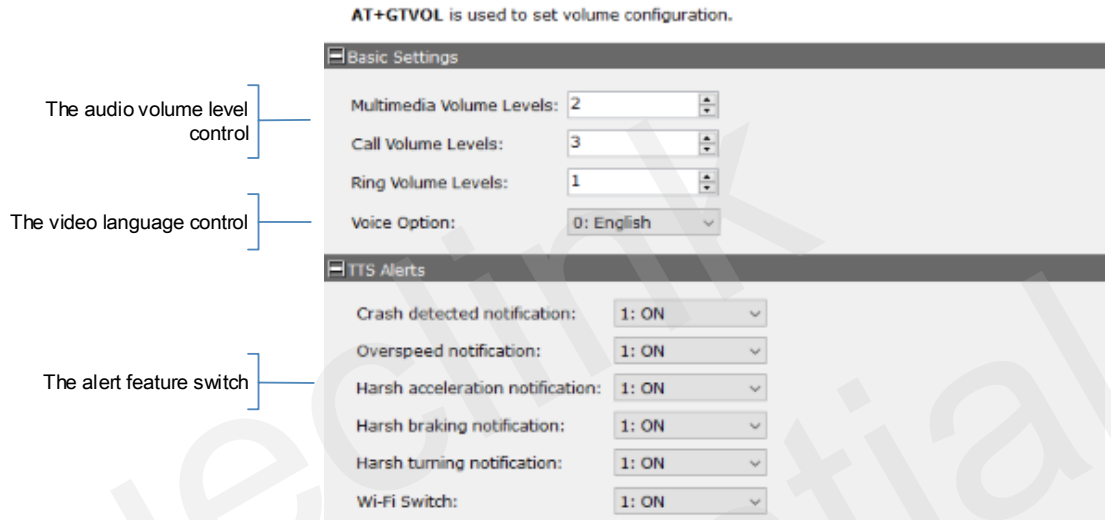 AT+GTVOL is used to set volume configuration.
Basic Settings
The audio volume level
control
Multimedia Volume Levels: 2
Call Volume Levels: 3
Ring Volume Levels: 1
The video language control
Voice Option: 0: English
TTS Alerts
Crash detected notification: 1: ON
Overspeed notification: 1: ON
The alert feature switch
Harsh acceleration notification: 1: ON
Harsh braking notification: 1: ON
Harsh turning notification: 1: ON
Wi-Fi Switch: 1: ON